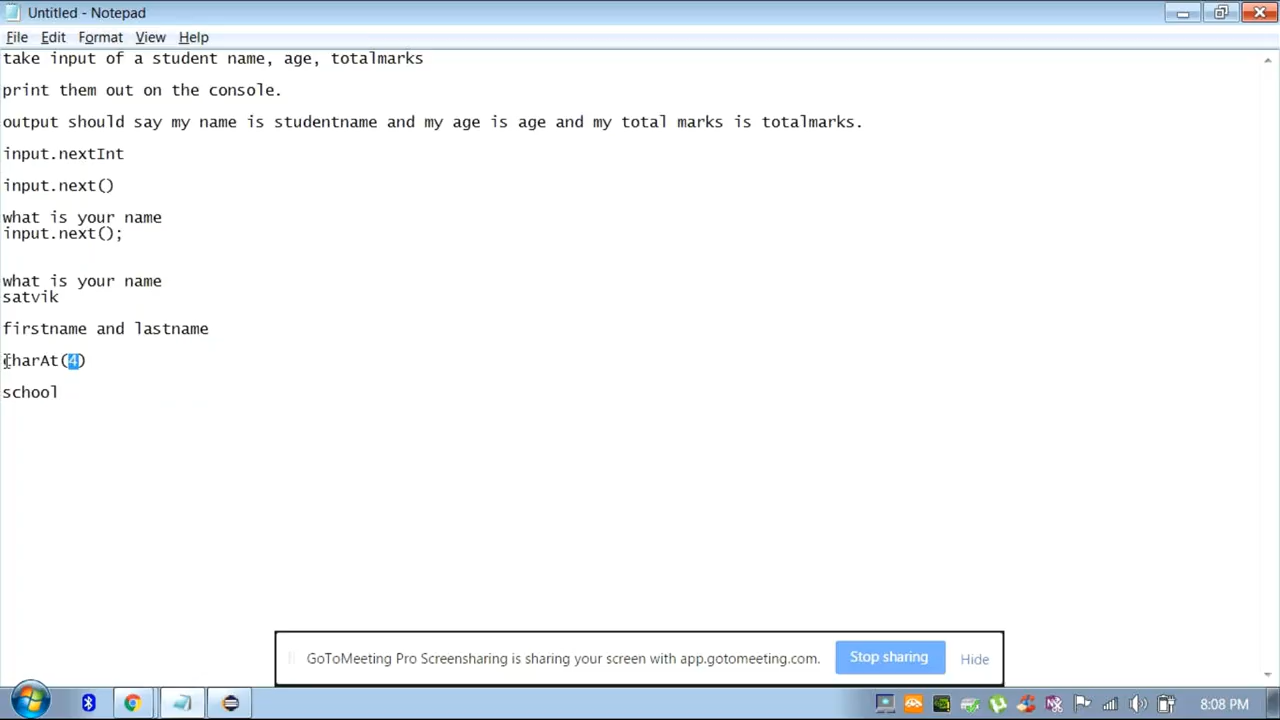 Untitled - Notepad
File Edit Format View Help
take input of a student name, age, totalmarks
print them out on the console.
output should say my name is studentname and my age is age and my total marks is totalmarks.
input.nextInt
input.next()
what is your name
input.next();
what is your name
satvik
firstname and lastname
charAt(4)
school
GoToMeeting Pro Screensharing is sharing your screen with app.gotomeeting.com.
Stop sharing
Hide
8:08 PM